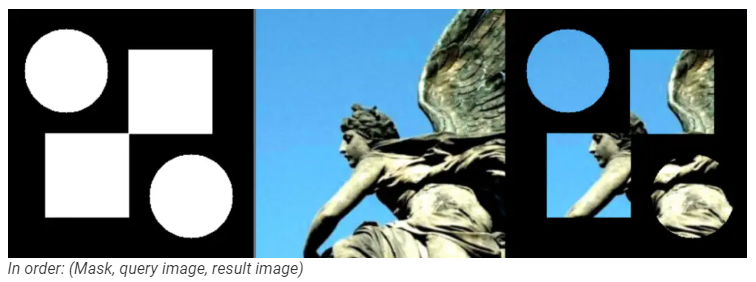 In order: (Mask, query image, result image)